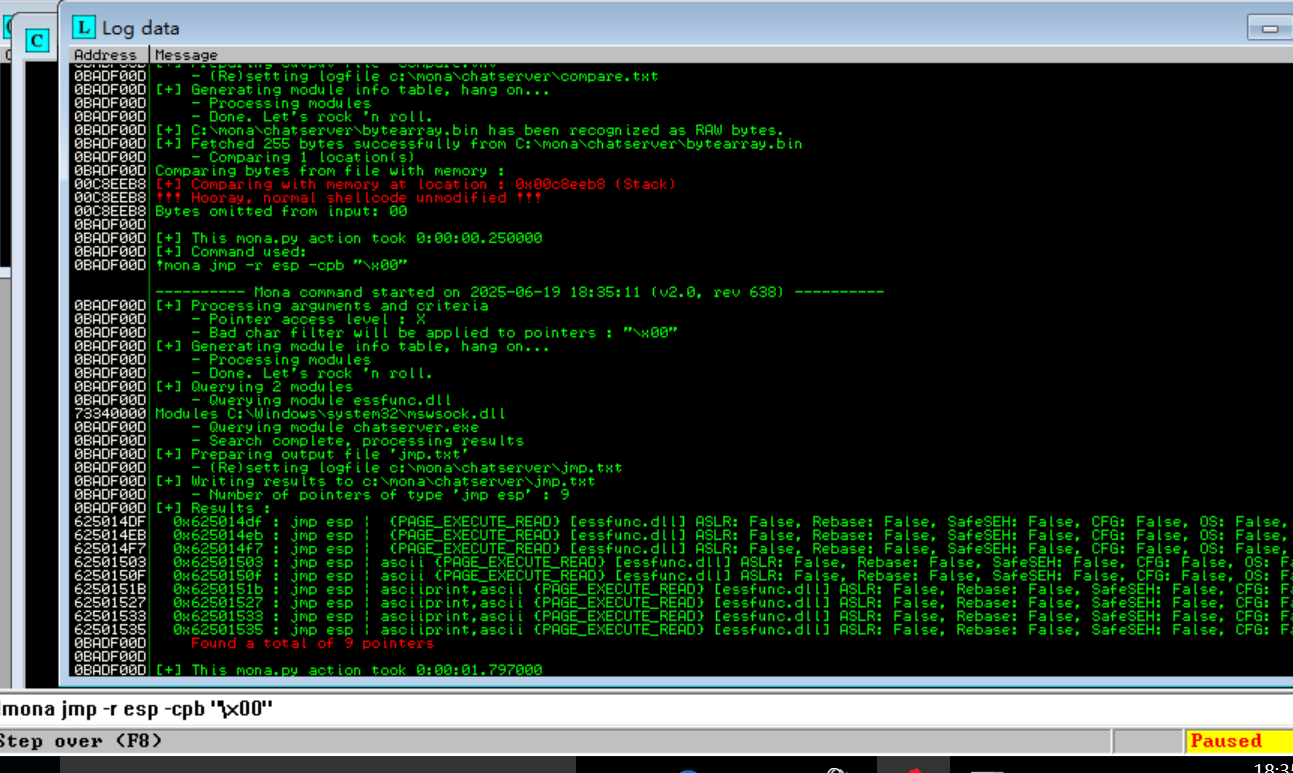 L Log data
C
Address Message
0BADF00D - (Re)setting logfile c:\mona\chatserver\compare.txt
0BADF00D [+] Generating module info table, hang on...
0BADF00D - Processing modules
0BADF00D - Done. Let's rock 'n roll.
0BADF00D [+] C:\mona\chatserver\bytearray.bin has been recognized as RAW bytes.
0BADF00D [+] Fetched 255 bytes successfully from C:\mona\chatserver\bytearray.bin
0BADF00D - Comparing 1 location(s)
0BADF00D Comparing bytes from file with memory :
00C8EEB8 [+] Comparing with memory at location : 0x00c8eeb8 (Stack)
00C8EEB8 !!! Hooray, normal shellcode unmodified !!!
00C8EEB8 Bytes omitted from input: 00
0BADF00D
0BADF00D [+] This mona.py action took 0:00:00.250000
0BADF00D [+] Command used:
0BADF00D !mona jmp -r esp -cpb "\x00"
---------- Mona command started on 2025-06-19 18:35:11 (v2.0, rev 638) ----------
0BADF00D [+] Processing arguments and criteria
0BADF00D - Pointer access level : X
0BADF00D - Bad char filter will be applied to pointers : "\x00"
0BADF00D [+] Generating module info table, hang on...
0BADF00D - Processing modules
0BADF00D - Done. Let's rock 'n roll.
0BADF00D [+] Querying 2 modules
0BADF00D - Querying module essfunc.dll
73340000 Modules C:\Windows\system32\mswsock.dll
0BADF00D - Querying module chatserver.exe
0BADF00D - Search complete, processing results
0BADF00D [+] Preparing output file 'jmp.txt'
0BADF00D - (Re)setting logfile c:\mona\chatserver\jmp.txt
0BADF00D [+] Writing results to c:\mona\chatserver\jmp.txt
0BADF00D - Number of pointers of type 'jmp esp' : 9
0BADF00D [+] Results :
625014DF 0x625014df : jmp esp | {PAGE_EXECUTE_READ} [essfunc.dll] ASLR: False, Rebase: False, SafeSEH: False, CFG: False, OS: False,
625014EB 0x625014eb : jmp esp | {PAGE_EXECUTE_READ} [essfunc.dll] ASLR: False, Rebase: False, SafeSEH: False, CFG: False, OS: False,
625014F7 0x625014f7 : jmp esp | {PAGE_EXECUTE_READ} [essfunc.dll] ASLR: False, Rebase: False, SafeSEH: False, CFG: False, OS: False,
62501503 0x62501503 : jmp esp | ascii {PAGE_EXECUTE_READ} [essfunc.dll] ASLR: False, Rebase: False, SafeSEH: False, CFG: False, OS: Fa
6250150F 0x6250150f : jmp esp | ascii {PAGE_EXECUTE_READ} [essfunc.dll] ASLR: False, Rebase: False, SafeSEH: False, CFG: False, OS: Fa
6250151B 0x6250151b : jmp esp | asciiprint,ascii {PAGE_EXECUTE_READ} [essfunc.dll] ASLR: False, Rebase: False, SafeSEH: False, CFG: Fa
62501527 0x62501527 : jmp esp | asciiprint,ascii {PAGE_EXECUTE_READ} [essfunc.dll] ASLR: False, Rebase: False, SafeSEH: False, CFG: Fa
62501533 0x62501533 : jmp esp | asciiprint,ascii {PAGE_EXECUTE_READ} [essfunc.dll] ASLR: False, Rebase: False, SafeSEH: False, CFG: Fa
62501535 0x62501535 : jmp esp | asciiprint,ascii {PAGE_EXECUTE_READ} [essfunc.dll] ASLR: False, Rebase: False, SafeSEH: False, CFG: Fa
0BADF00D Found a total of 9 pointers
0BADF00D
0BADF00D [+] This mona.py action took 0:00:01.797000
!mona jmp -r esp -cpb "\x00"
Step over (F8) Paused